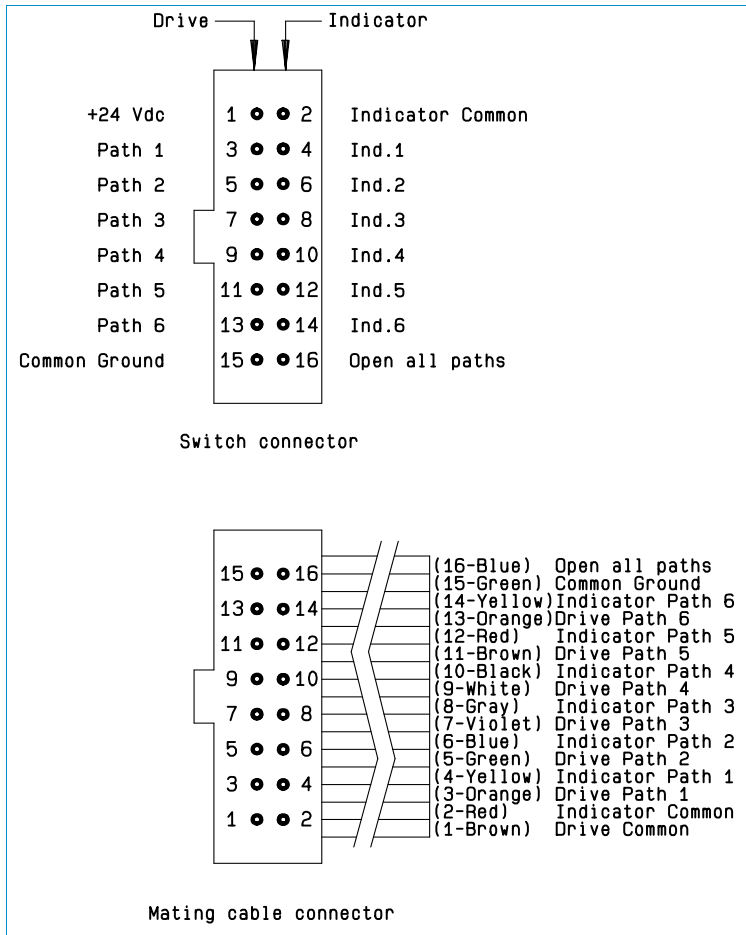 Drive Indicator
+24 Vdc 1 2 Indicator Common
Path 1 3 4 Ind.1
Path 2 5 6 Ind.2
Path 3 7 8 Ind.3
Path 4 9 10 Ind.4
Path 5 11 12 Ind.5
Path 6 13 14 Ind.6
Common Ground 15 16 Open all paths
Switch connector
15 16
13 14
11 12
9 10
7 8
5 6
3 4
1 2
(16-Blue) Open all paths
(15-Green) Common Ground
(14-Yellow)Indicator Path 6
(13-Orange)Drive Path 6
(12-Red) Indicator Path 5
(11-Brown) Drive Path 5
(10-Black) Indicator Path 4
(9-White) Drive Path 4
(8-Gray) Indicator Path 3
(7-Violet) Drive Path 3
(6-Blue) Indicator Path 2
(5-Green) Drive Path 2
(4-Yellow) Indicator Path 1
(3-Orange) Drive Path 1
(2-Red) Indicator Common
(1-Brown) Drive Common
Mating cable connector